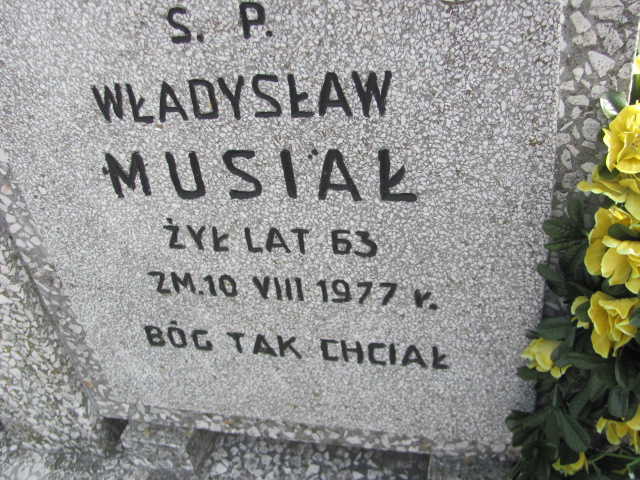 S. P.
WŁADYSŁAW
MUSIAŁ
ŻYŁ LAT 63
ZM. 10 VIII 1977 r.
BÓG TAK CHCIAŁ